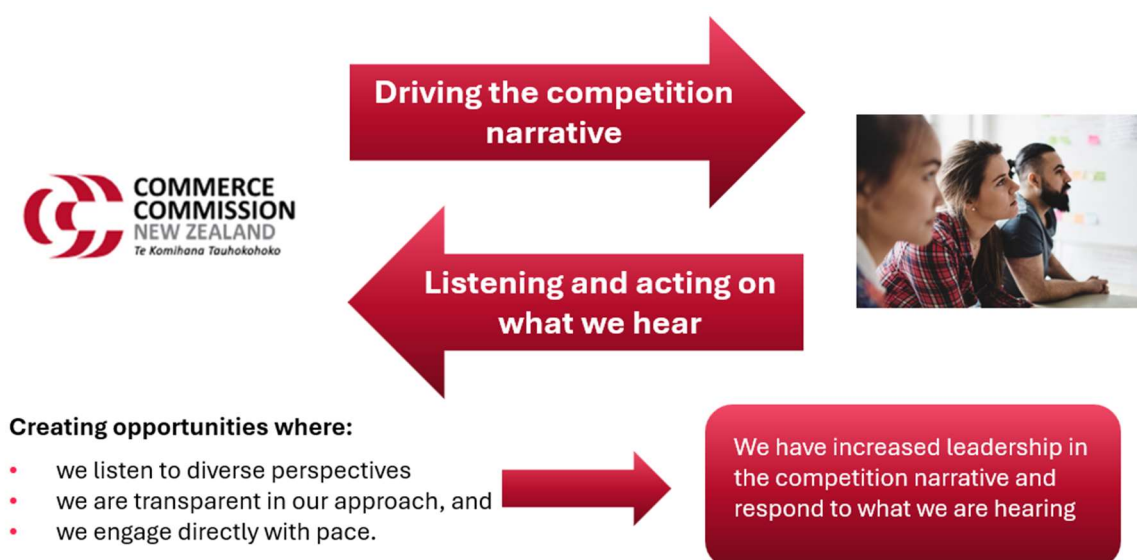 Driving the competition
narrative
COMMERCE
COMMISSION
NEW ZEALAND
Te Komihana Tauhokohoko
Listening and acting on
what we hear
Creating opportunities where:
• we listen to diverse perspectives
• we are transparent in our approach, and
• we engage directly with pace.
We have increased leadership in
the competition narrative and
respond to what we are hearing